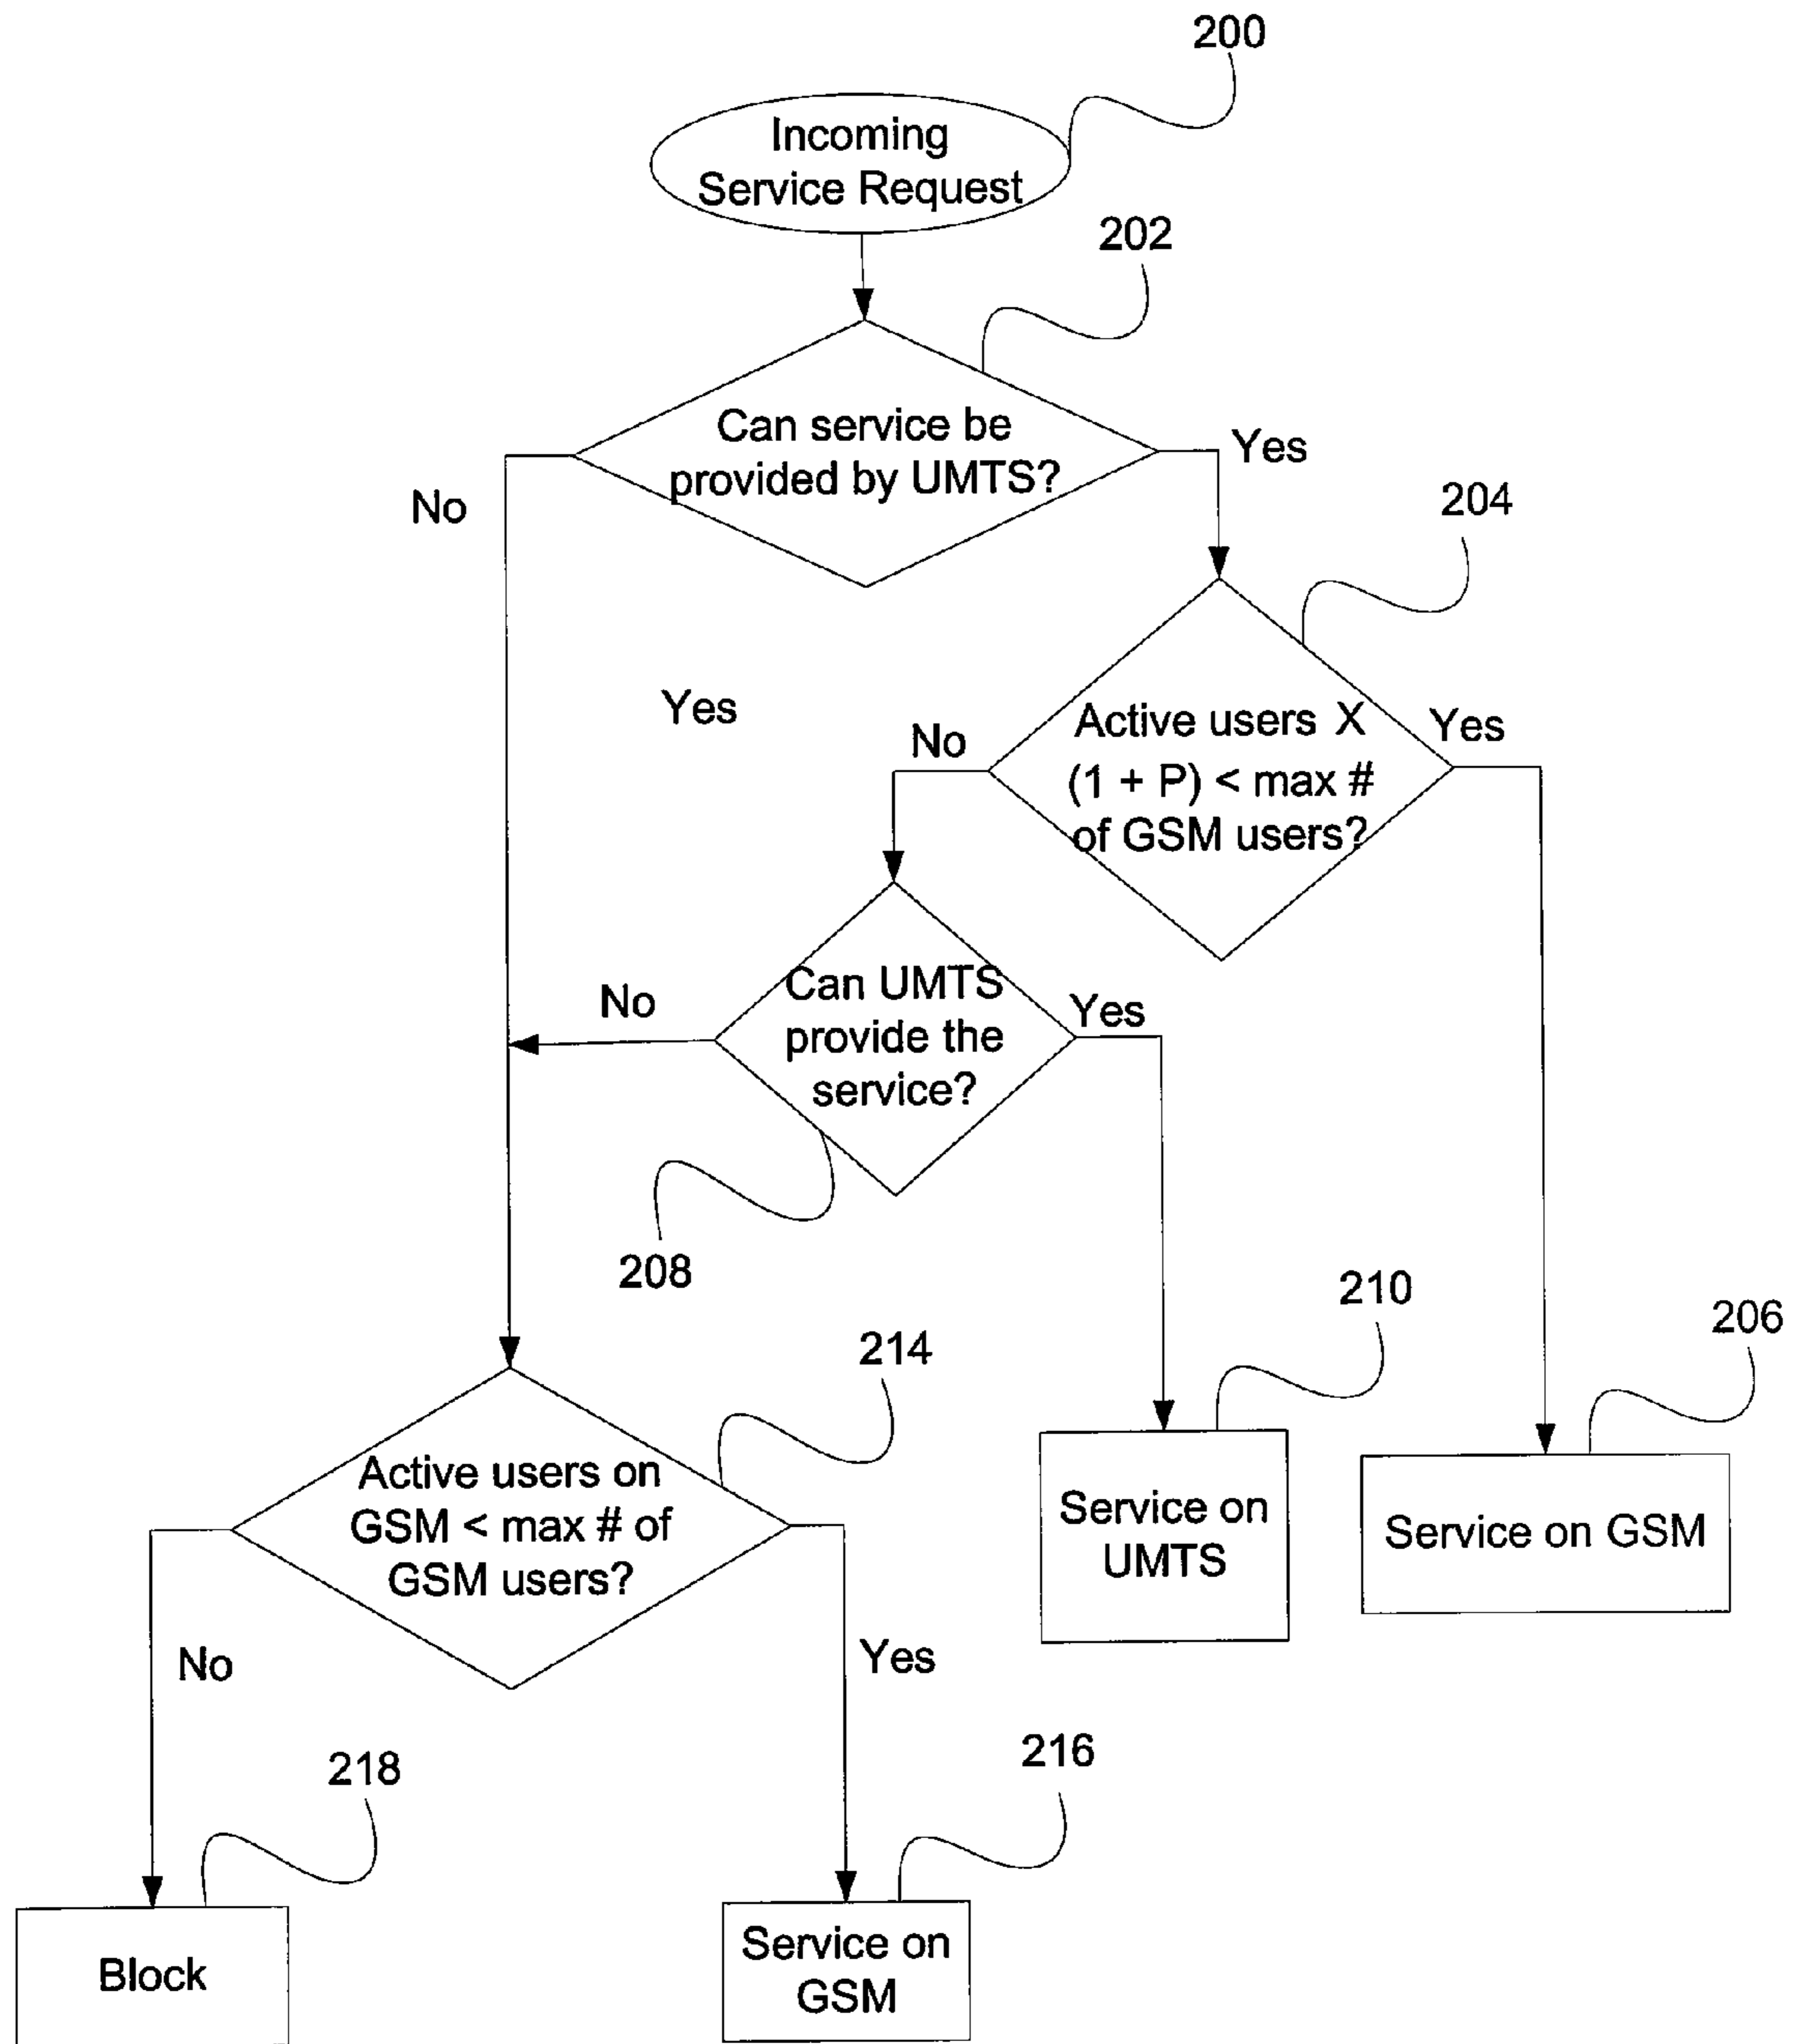 200
Incoming
Service Request
202
Can service be
provided by UMTS?
Yes
No
204
Yes
Active users X
(1 + P) < max #
of GSM users?
Yes
No
Can UMTS
provide the
service?
No
Yes
208
210
206
214
Active users on
GSM < max # of
GSM users?
Service on
UMTS
Service on GSM
No
Yes
218
216
Block
Service on
GSM